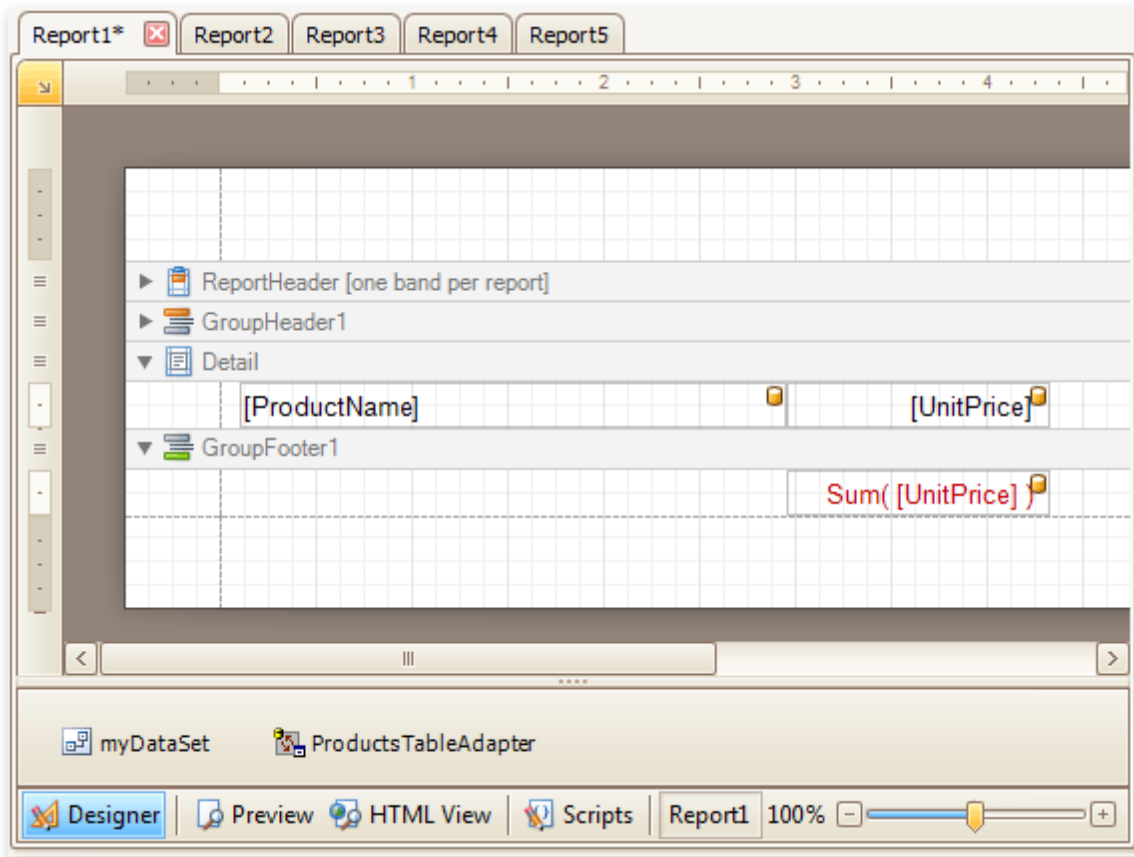 Report1* Report2 Report3 Report4 Report5
1 2 3 4
ReportHeader [one band per report]
GroupHeader1
Detail
[ProductName] [UnitPrice]
GroupFooter1
Sum( [UnitPrice] )
myDataSet ProductsTableAdapter
Designer Preview HTML View Scripts Report1 100%